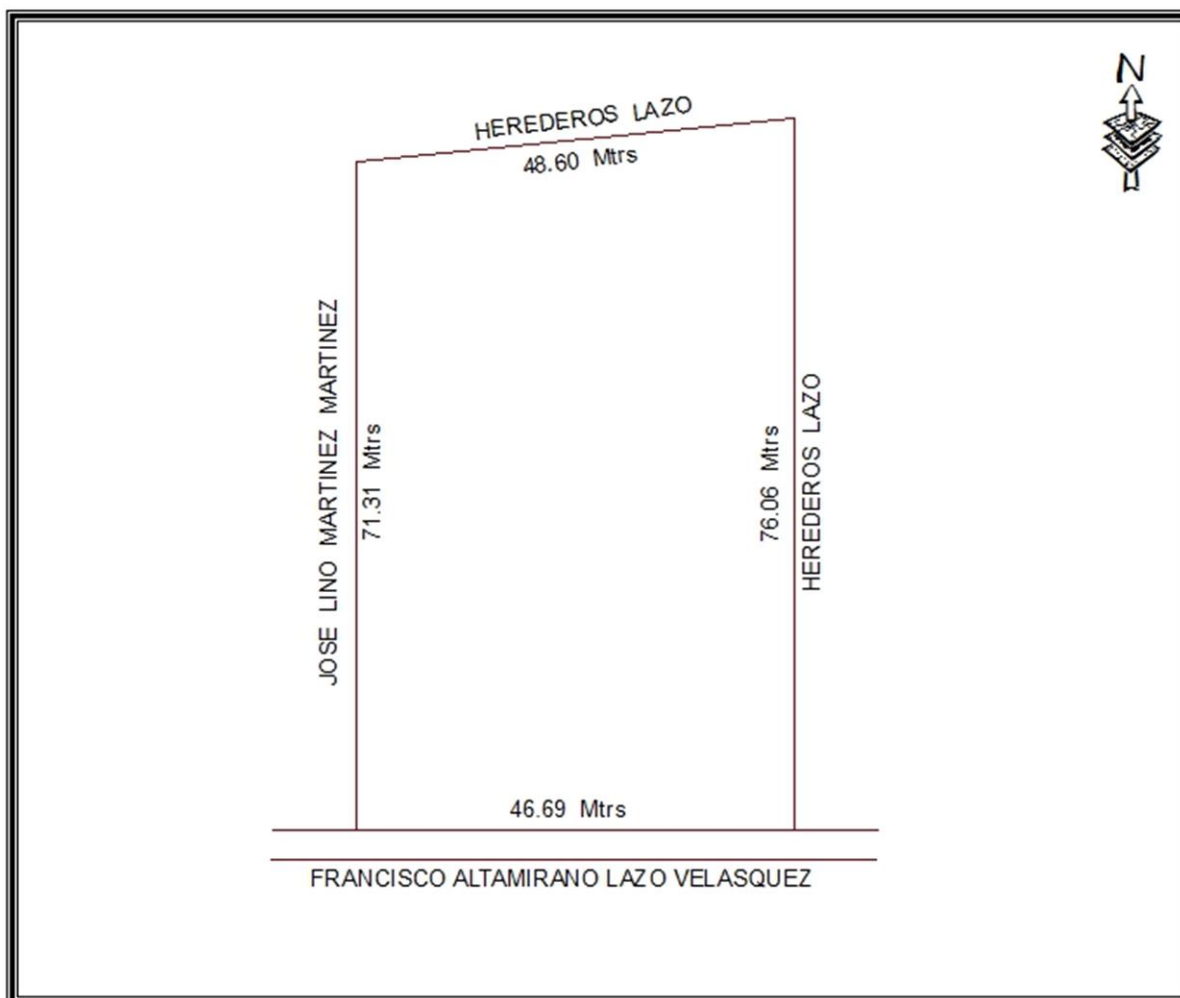 N
HEREDEROS LAZO
48.60 Mtrs
JOSE LINO MARTINEZ MARTINEZ
71.31 Mtrs
76.06 Mtrs
HEREDEROS LAZO
46.69 Mtrs
FRANCISCO ALTAMIRANO LAZO VELASQUEZ